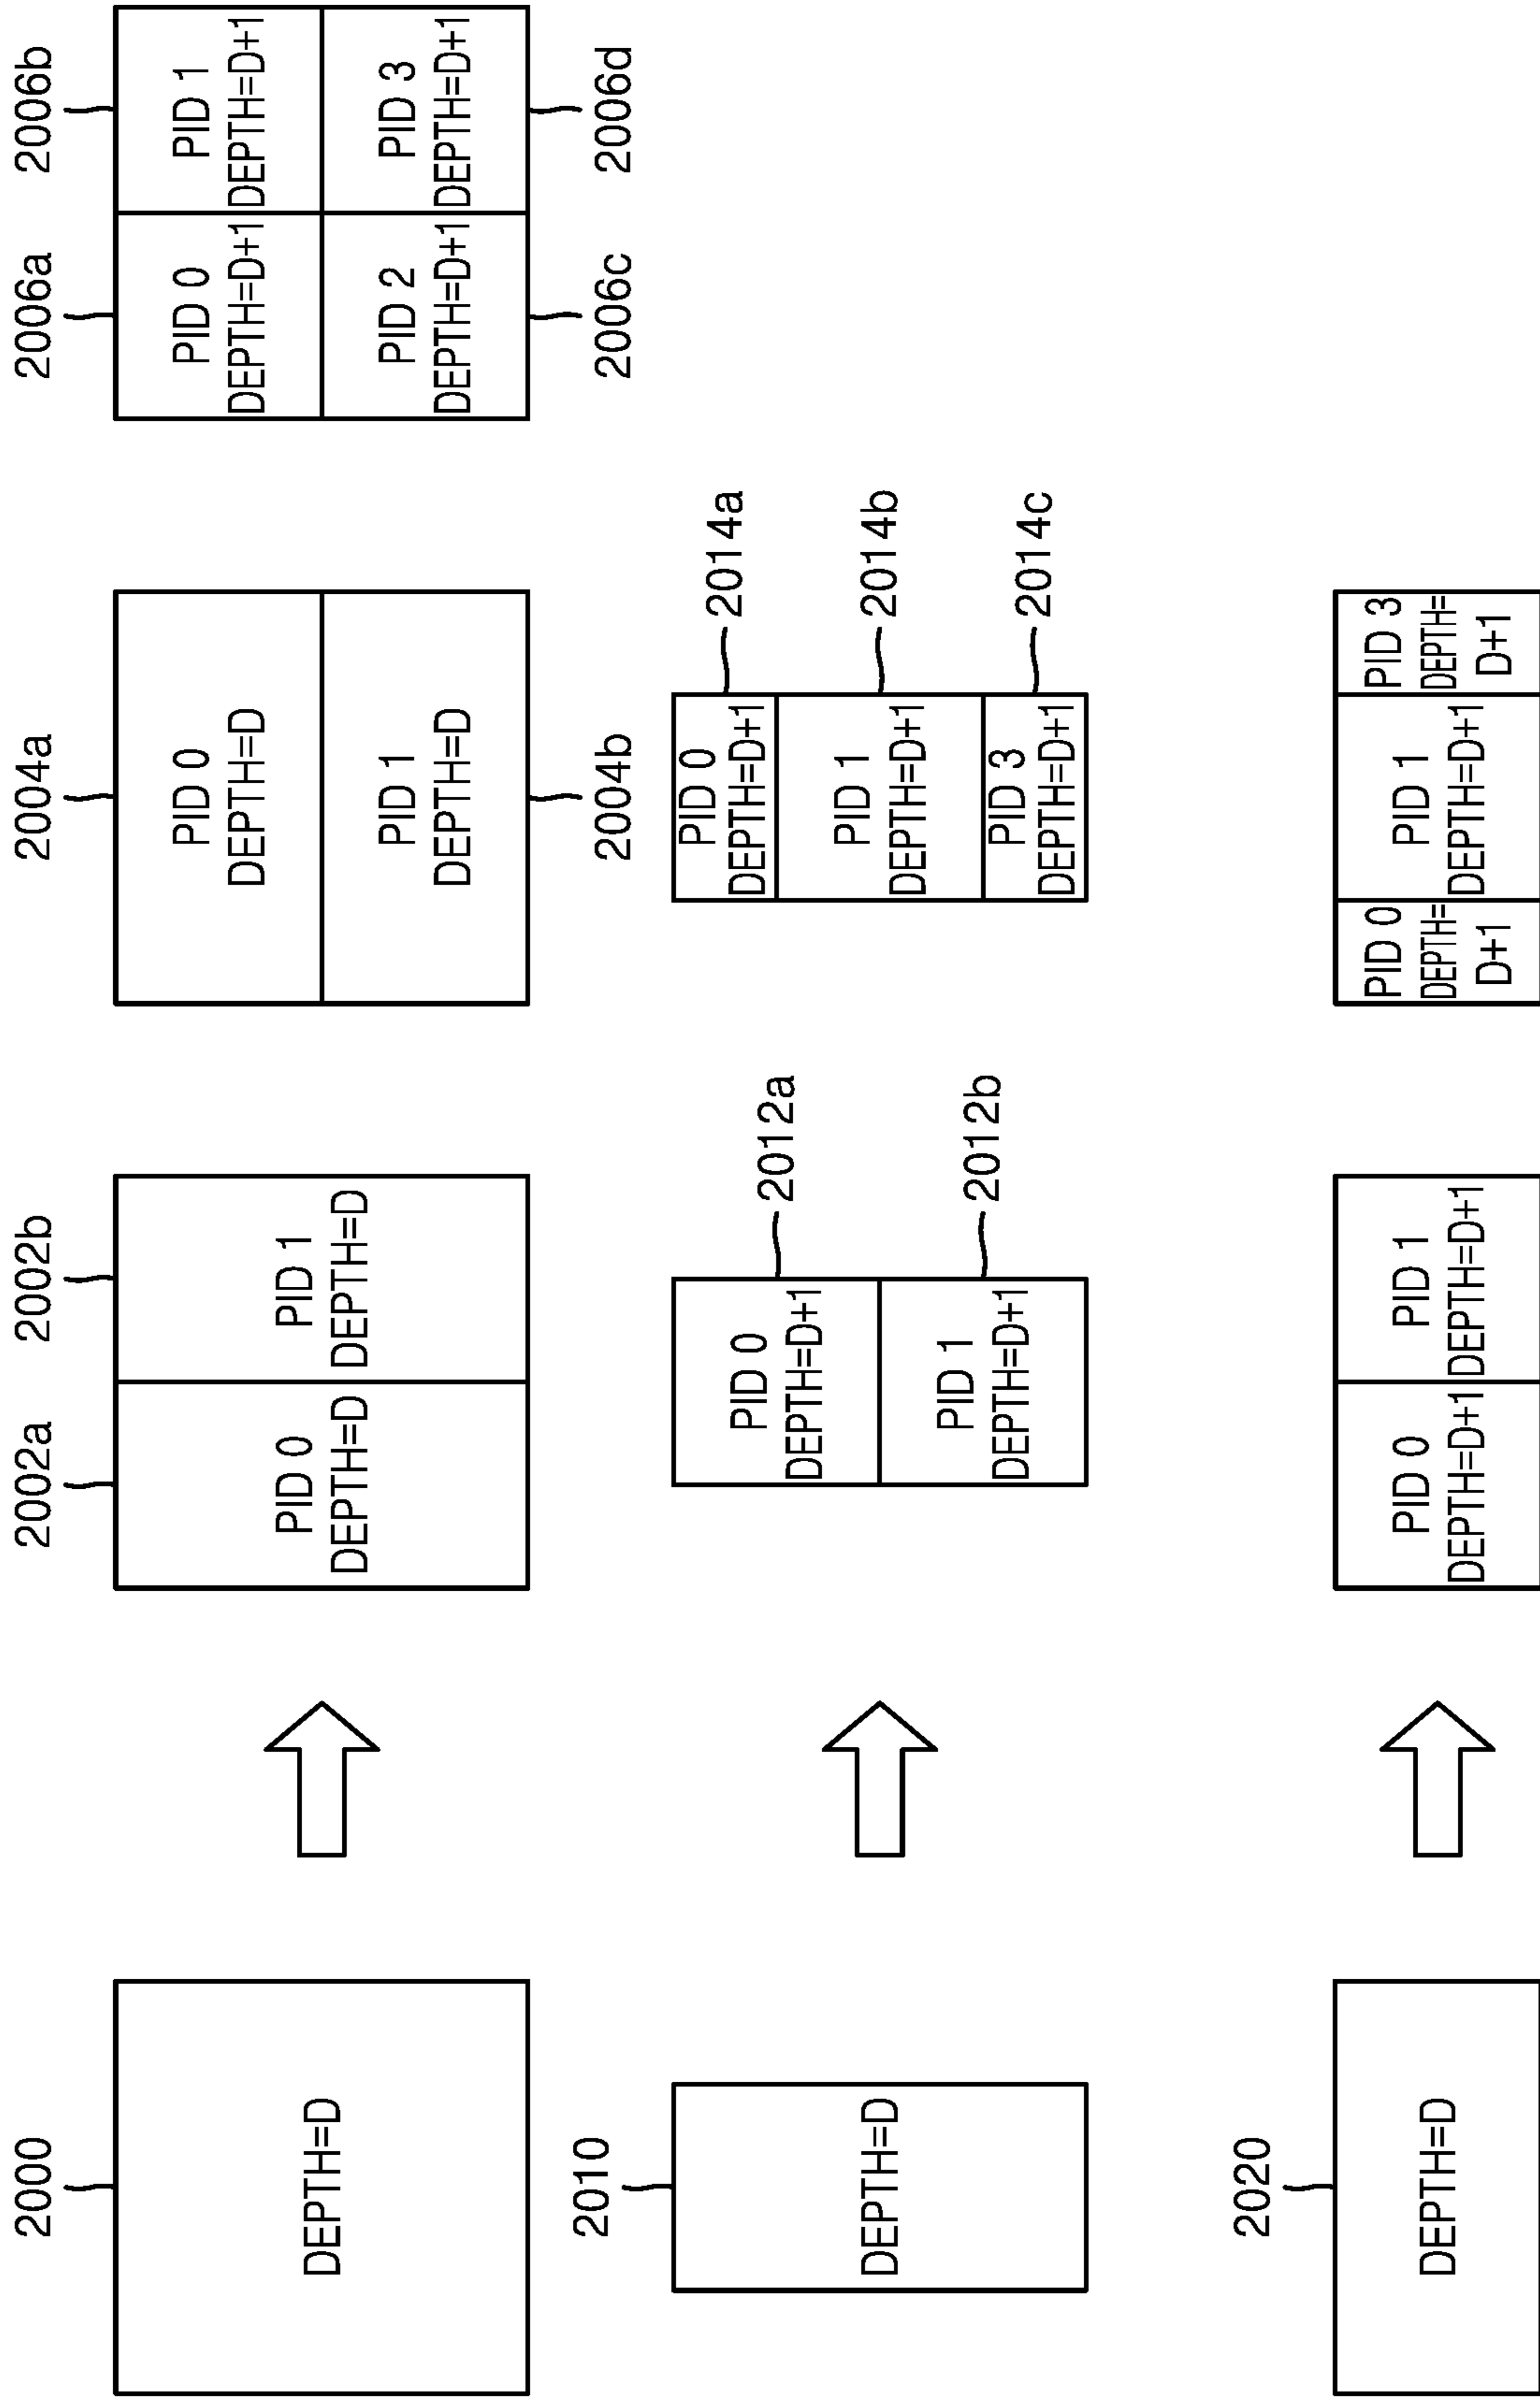 2000
DEPTH=D
2002a
2002b
PID 0
DEPTH=D
PID 1
DEPTH=D
2004a
PID 0
DEPTH=D
PID 1
DEPTH=D
2004b
2006a
2006b
PID 0
DEPTH=D+1
PID 1
DEPTH=D+1
PID 2
DEPTH=D+1
PID 3
DEPTH=D+1
2006c
2006d
2010
DEPTH=D
PID 0
DEPTH=D+1
2012a
PID 1
DEPTH=D+1
2012b
PID 0
DEPTH=D+1
2014a
PID 1
DEPTH=D+1
2014b
PID 3
DEPTH=D+1
2014c
2020
DEPTH=D
PID 0
DEPTH=D+1
PID 1
DEPTH=D+1
PID 0
DEPTH=
D+1
PID 1
DEPTH=D+1
PID 3
DEPTH=
D+1